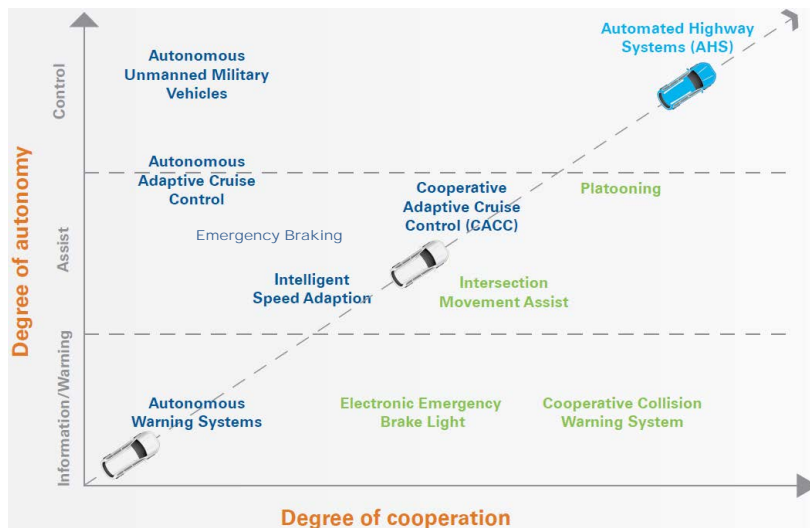 Automated Highway
Systems (AHS)
Autonomous
Unmanned Military
Vehicles
Control
Autonomous
Adaptive Cruise
Control
Cooperative
Adaptive Cruise
Control (CACC)
Platooning
Emergency Braking
Degree of autonomy
Assist
Intelligent
Speed Adaption
Intersection
Movement Assist
Information/Warning
Autonomous
Warning Systems
Electronic Emergency
Brake Light
Cooperative Collision
Warning System
Degree of cooperation